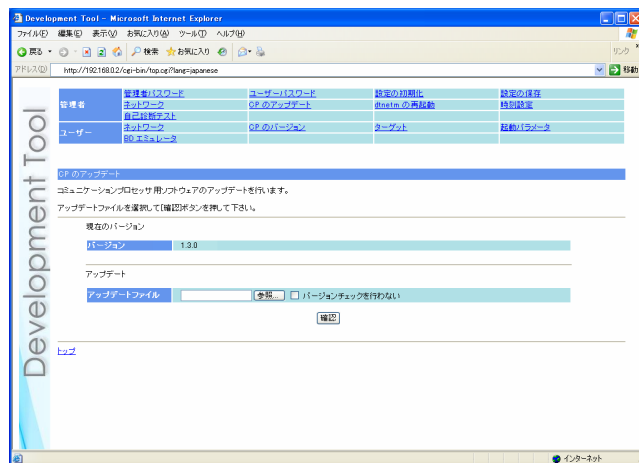 Development Tool - Microsoft Internet Explorer
ファイル(F) 編集(E) 表示(V) お気に入り(A) ツール(T) ヘルプ(H)
戻る 検索 お気に入り リンク
アドレス(D) http://192.168.0.2/cgi-bin/top.cgi?lang=japanese 移動
Development Tool
管理者 管理者パスワード ユーザーパスワード 設定の初期化 設定の保存
ネットワーク CP のアップデート dtnetm の再起動 時刻設定
自己診断テスト
ユーザー ネットワーク CP のバージョン ターゲット 起動パラメータ
BD エミュレータ
CP のアップデート
コミュニケーションプロセッサ用ソフトウェアのアップデートを行います。
アップデートファイルを選択して[確認]ボタンを押して下さい。
現在のバージョン
バージョン 1.3.0
アップデート
アップデートファイル 参照... バージョンチェックを行わない
確認
トップ
インターネット